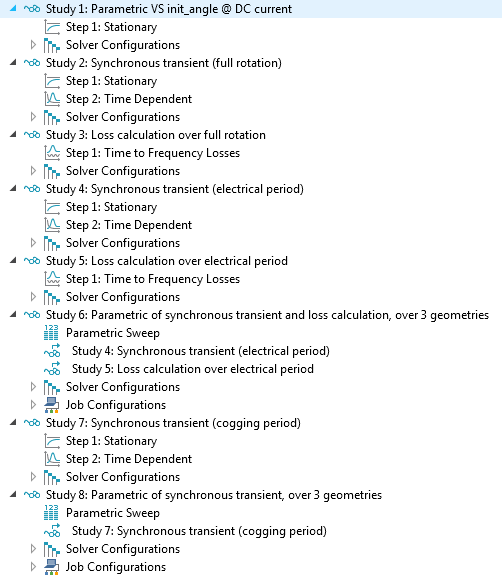 Study 1: Parametric VS init_angle @ DC current
Step 1: Stationary
Solver Configurations
Study 2: Synchronous transient (full rotation)
Step 1: Stationary
Step 2: Time Dependent
Solver Configurations
Study 3: Loss calculation over full rotation
Step 1: Time to Frequency Losses
Solver Configurations
Study 4: Synchronous transient (electrical period)
Step 1: Stationary
Step 2: Time Dependent
Solver Configurations
Study 5: Loss calculation over electrical period
Step 1: Time to Frequency Losses
Solver Configurations
Study 6: Parametric of synchronous transient and loss calculation, over 3 geometries
123 Parametric Sweep
Study 4: Synchronous transient (electrical period)
Study 5: Loss calculation over electrical period
Solver Configurations
Job Configurations
Study 7: Synchronous transient (cogging period)
Step 1: Stationary
Step 2: Time Dependent
Solver Configurations
Study 8: Parametric of synchronous transient, over 3 geometries
123 Parametric Sweep
Study 7: Synchronous transient (cogging period)
Solver Configurations
Job Configurations